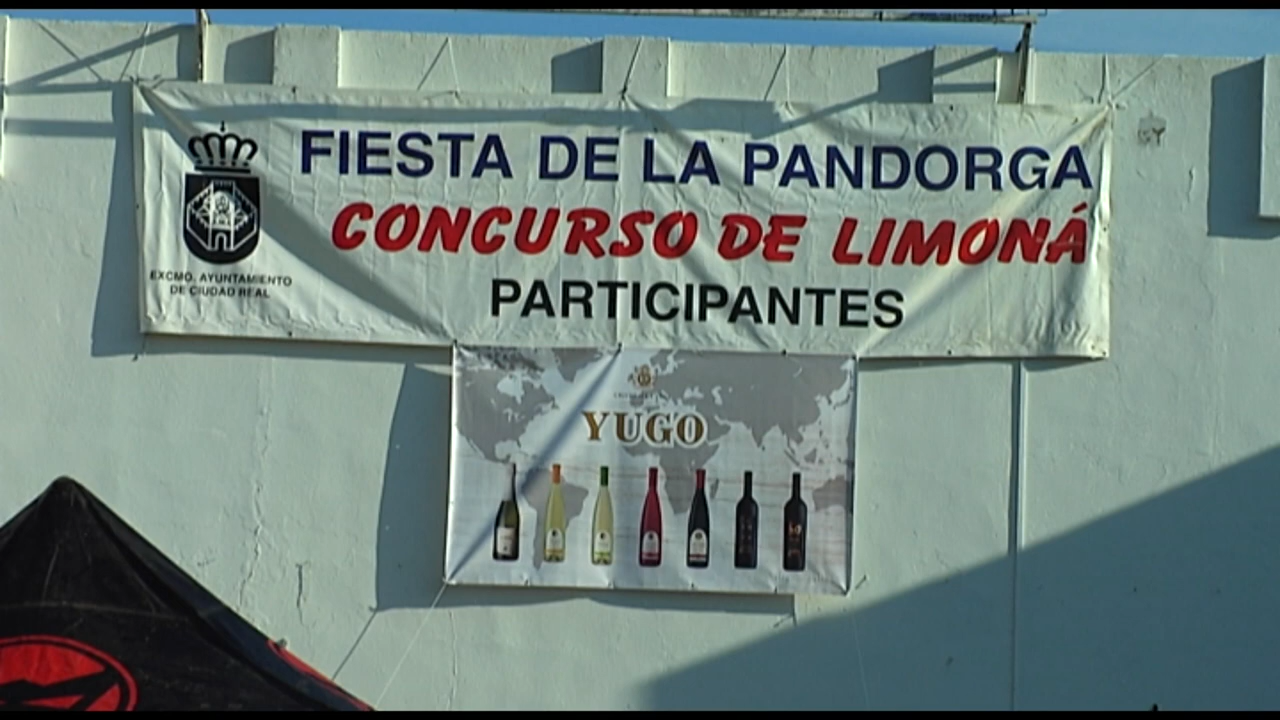 FIESTA DE LA PANDORGA
CONCURSO DE LIMONÁ
PARTICIPANTES
EXCMO. AYUNTAMIENTO
DE CIUDAD REAL
YUGO